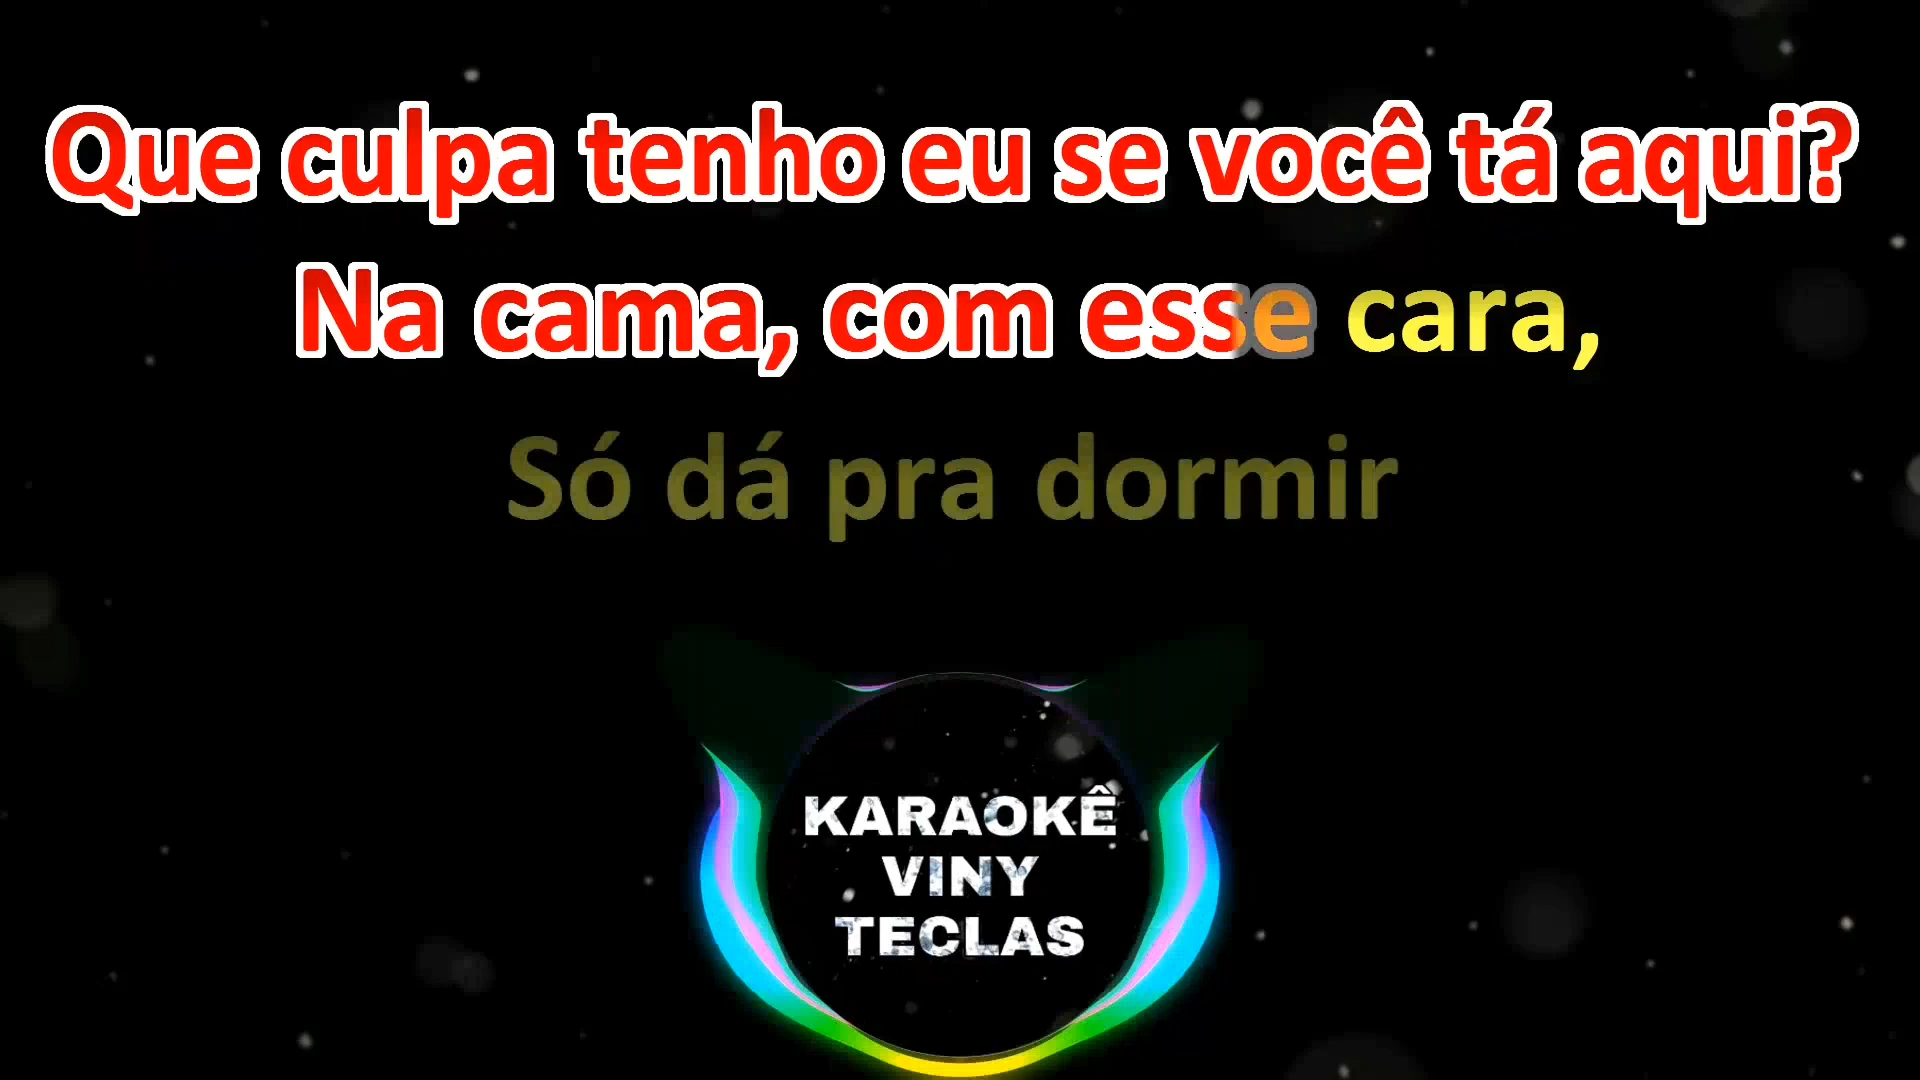 Que culpa tenho eu se você tá aqui?
Na cama, com esse cara,
Só dá pra dormir
KARAOKÊ
VINY
TECLAS